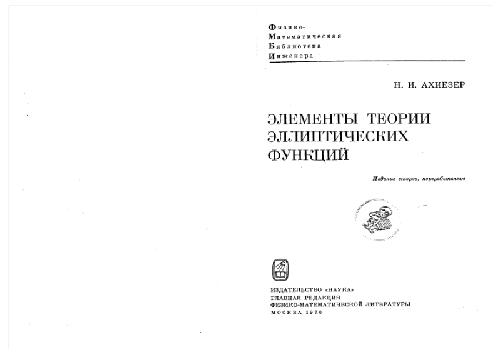 Физико-
Математическая
Библиотека
Инженера
Н. И. АХИЕЗЕР
ЭЛЕМЕНТЫ ТЕОРИИ
ЭЛЛИПТИЧЕСКИХ
ФУНКЦИЙ
Издание второе, переработанное
ИЗДАТЕЛЬСТВО «НАУКА»
ГЛАВНАЯ РЕДАКЦИЯ
ФИЗИКО-МАТЕМАТИЧЕСКОЙ ЛИТЕРАТУРЫ
МОСКВА 1970